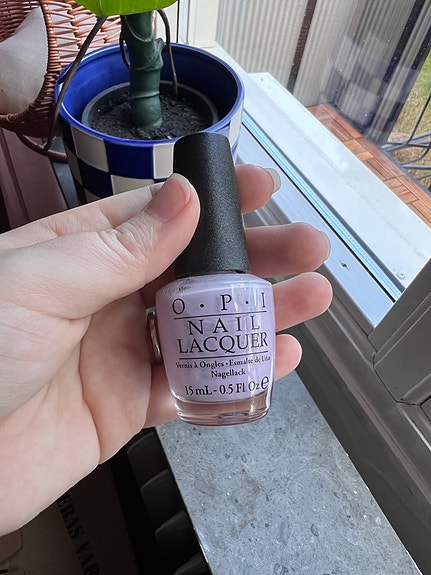 O·P·I
NAIL
LACQUER
Vernis à Ongles · Esmalte de Uñas
Nagellack
15 mL - 0.5 Fl. Oz ℮